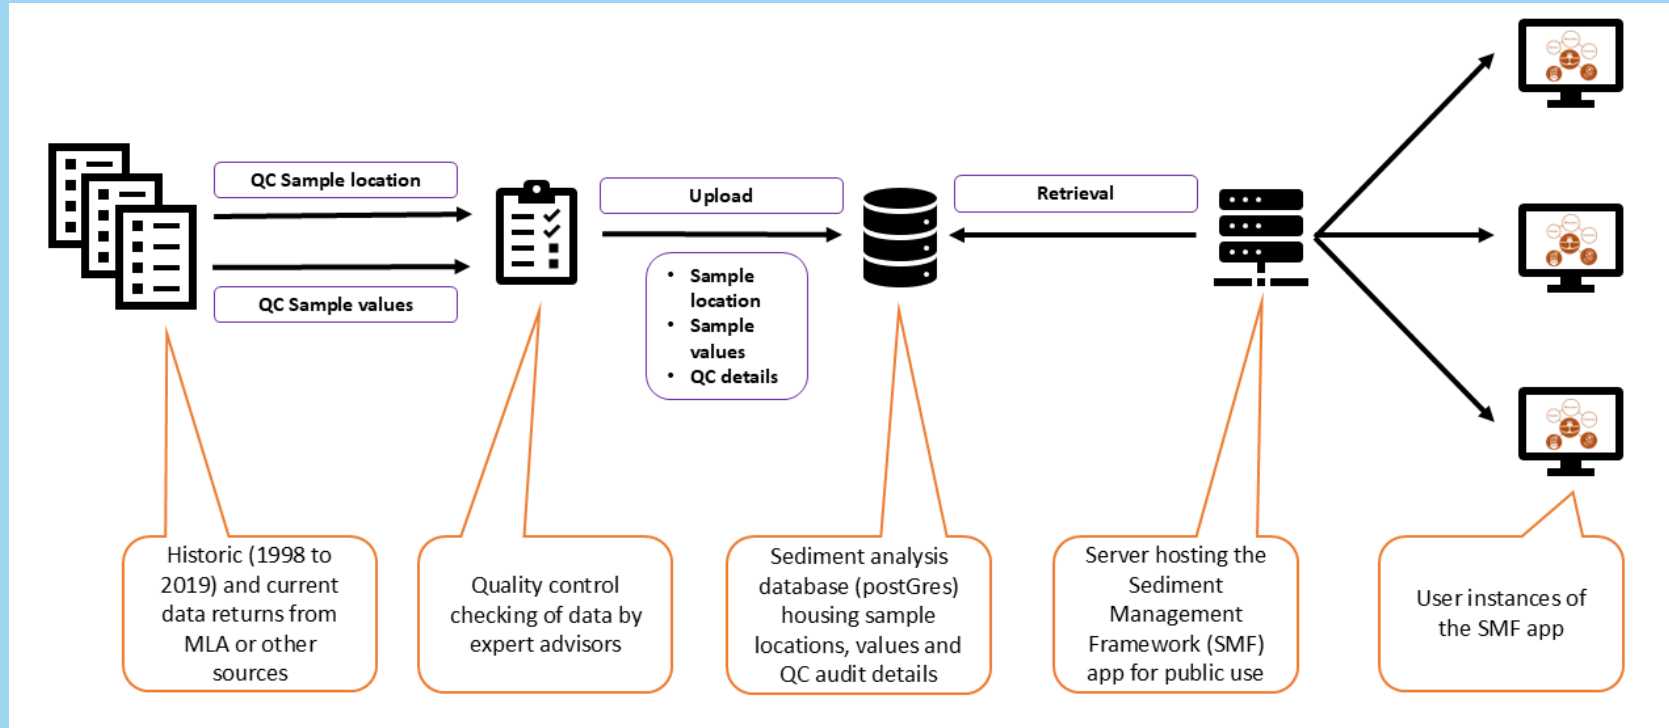 QC Sample location
QC Sample values
Upload
• Sample
location
• Sample
values
• QC details
Retrieval
Historic (1998 to
2019) and current
data returns from
MLA or other
sources
Quality control
checking of data by
expert advisors
Sediment analysis
database (postGres)
housing sample
locations, values and
QC audit details
Server hosting the
Sediment
Management
Framework (SMF)
app for public use
User instances of
the SMF app